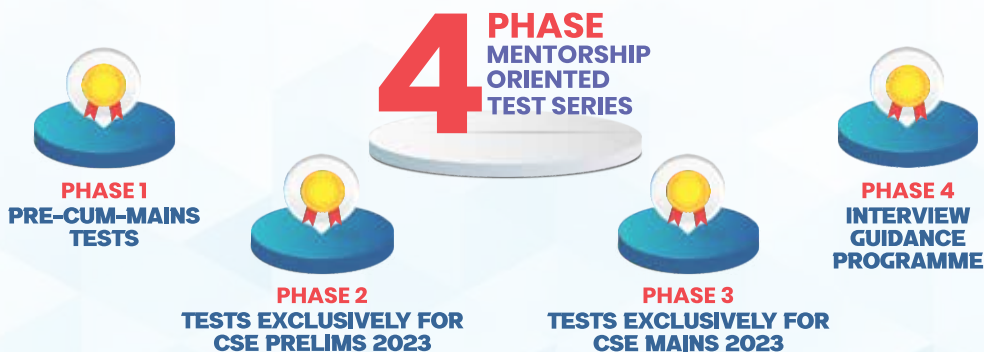 4 PHASE
MENTORSHIP
ORIENTED
TEST SERIES
PHASE 1
PRE-CUM-MAINS
TESTS
PHASE 2
TESTS EXCLUSIVELY FOR
CSE PRELIMS 2023
PHASE 3
TESTS EXCLUSIVELY FOR
CSE MAINS 2023
PHASE 4
INTERVIEW
GUIDANCE
PROGRAMME